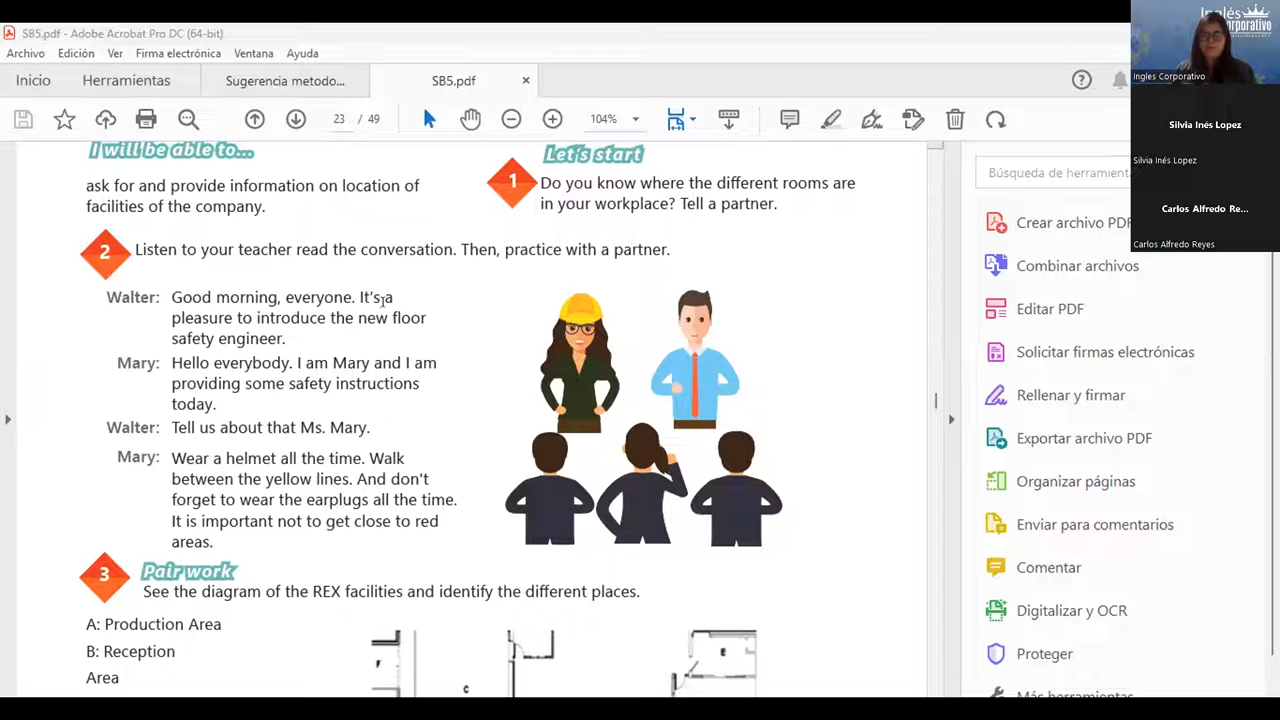 SB5.pdf - Adobe Acrobat Pro DC (64-bit)
Archivo Edición Ver Firma electrónica Ventana Ayuda
Inicio Herramientas Sugerencia metodo... SB5.pdf ×
23 / 49 104%
I will be able to...
ask for and provide information on location of
facilities of the company.
Let's start
1 Do you know where the different rooms are
in your workplace? Tell a partner.
2 Listen to your teacher read the conversation. Then, practice with a partner.
Walter: Good morning, everyone. It's a
pleasure to introduce the new floor
safety engineer.
Mary: Hello everybody. I am Mary and I am
providing some safety instructions
today.
Walter: Tell us about that Ms. Mary.
Mary: Wear a helmet all the time. Walk
between the yellow lines. And don't
forget to wear the earplugs all the time.
It is important not to get close to red
areas.
3 Pair work
See the diagram of the REX facilities and identify the different places.
A: Production Area
B: Reception
Area
F
C
E
Búsqueda de herramienta
Crear archivo PDF
Combinar archivos
Editar PDF
Solicitar firmas electrónicas
Rellenar y firmar
Exportar archivo PDF
Organizar páginas
Enviar para comentarios
Comentar
Digitalizar y OCR
Proteger
Más herramientas
Inglés
Corporativo
Ingles Corporativo
Silvia Inés Lopez
Silvia Inés Lopez
Carlos Alfredo Re...
Carlos Alfredo Reyes